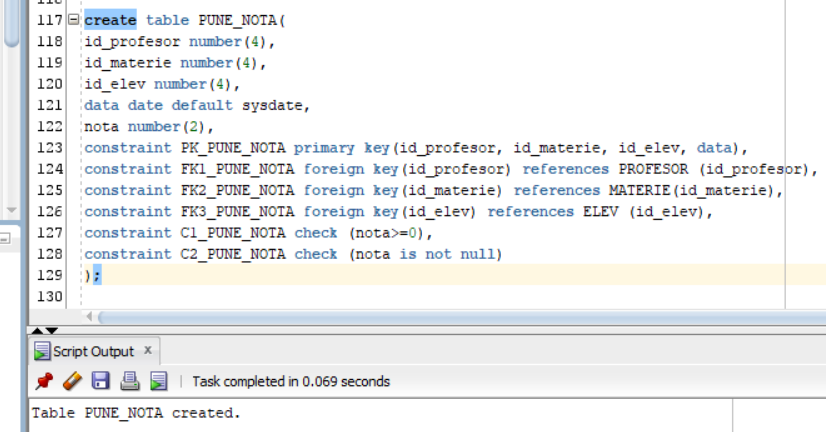 117 create table PUNE_NOTA(
118 id_profesor number(4),
119 id_materie number(4),
120 id_elev number(4),
121 data date default sysdate,
122 nota number(2),
123 constraint PK_PUNE_NOTA primary key(id_profesor, id_materie, id_elev, data),
124 constraint FK1_PUNE_NOTA foreign key(id_profesor) references PROFESOR (id_profesor),
125 constraint FK2_PUNE_NOTA foreign key(id_materie) references MATERIE(id_materie),
126 constraint FK3_PUNE_NOTA foreign key(id_elev) references ELEV (id_elev),
127 constraint C1_PUNE_NOTA check (nota>=0),
128 constraint C2_PUNE_NOTA check (nota is not null)
129 );
130
Script Output x
Task completed in 0.069 seconds
Table PUNE_NOTA created.